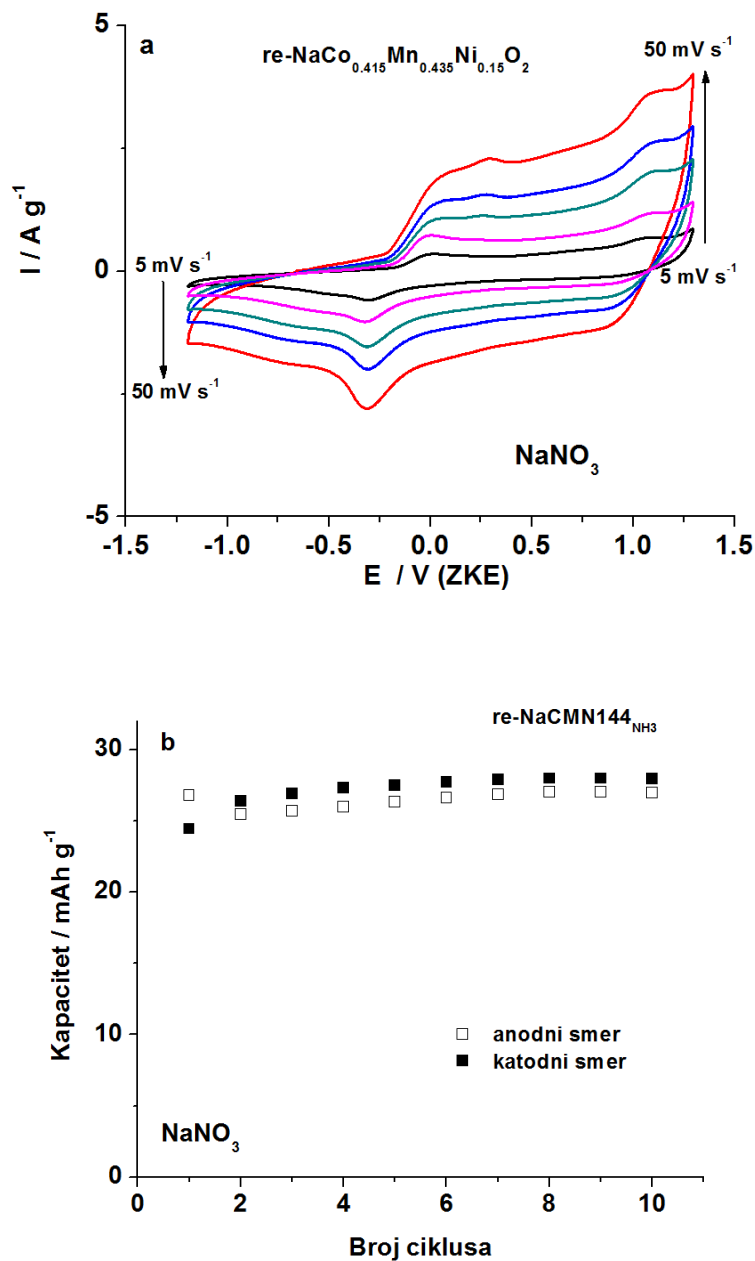 a
re-NaCo0.415Mn0.435Ni0.15O2
50 mV s-1
5
0
-5
I / A g-1
5 mV s-1
50 mV s-1
5 mV s-1
NaNO3
-1.5 -1.0 -0.5 0.0 0.5 1.0 1.5
E / V (ZKE)
b
re-NaCMN144NH3
30
20
10
0
Kapacitet / mAh g-1
anodni smer
katodni smer
NaNO3
0 2 4 6 8 10
Broj ciklusa